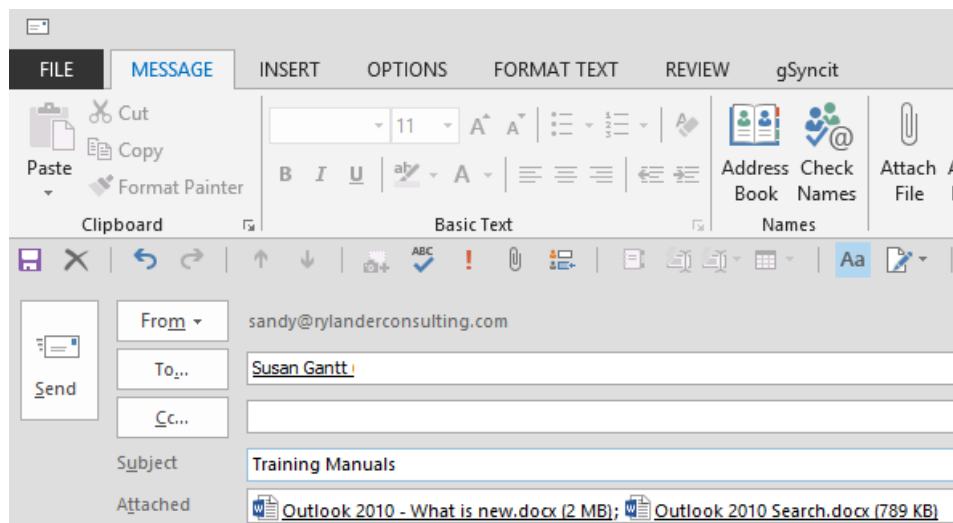 FILE MESSAGE INSERT OPTIONS FORMAT TEXT REVIEW gSyncit
Cut
Copy
Format Painter
Paste
Clipboard
11
A A
B I U A
Basic Text
Address Book
Check Names
Names
Attach File
ABC
Aa
From sandy@rylanderconsulting.com
To... Susan Gantt
Cc...
Send
Subject Training Manuals
Attached Outlook 2010 - What is new.docx (2 MB); Outlook 2010 Search.docx (789 KB)